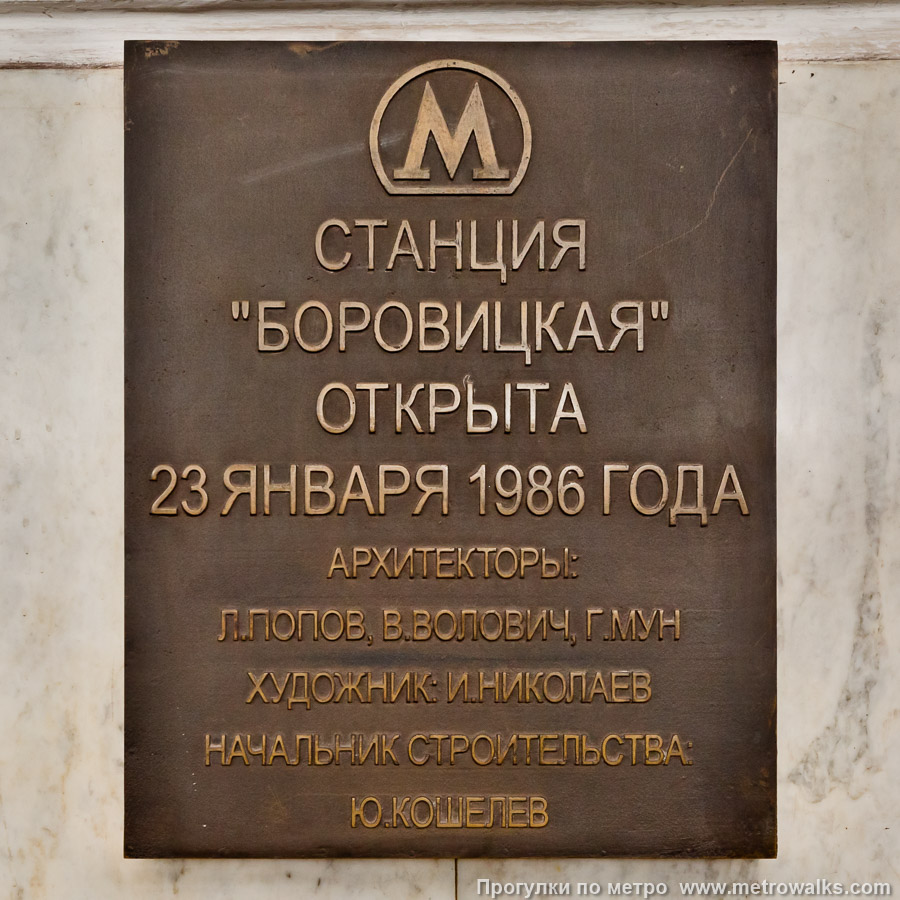 М
СТАНЦИЯ
"БОРОВИЦКАЯ"
ОТКРЫТА
23 ЯНВАРЯ 1986 ГОДА
АРХИТЕКТОРЫ:
Л.ПОПОВ, В.ВОЛОВИЧ, Г.МУН
ХУДОЖНИК: И.НИКОЛАЕВ
НАЧАЛЬНИК СТРОИТЕЛЬСТВА:
Ю.КОШЕЛЕВ
Прогулки по метро www.metrowalks.com